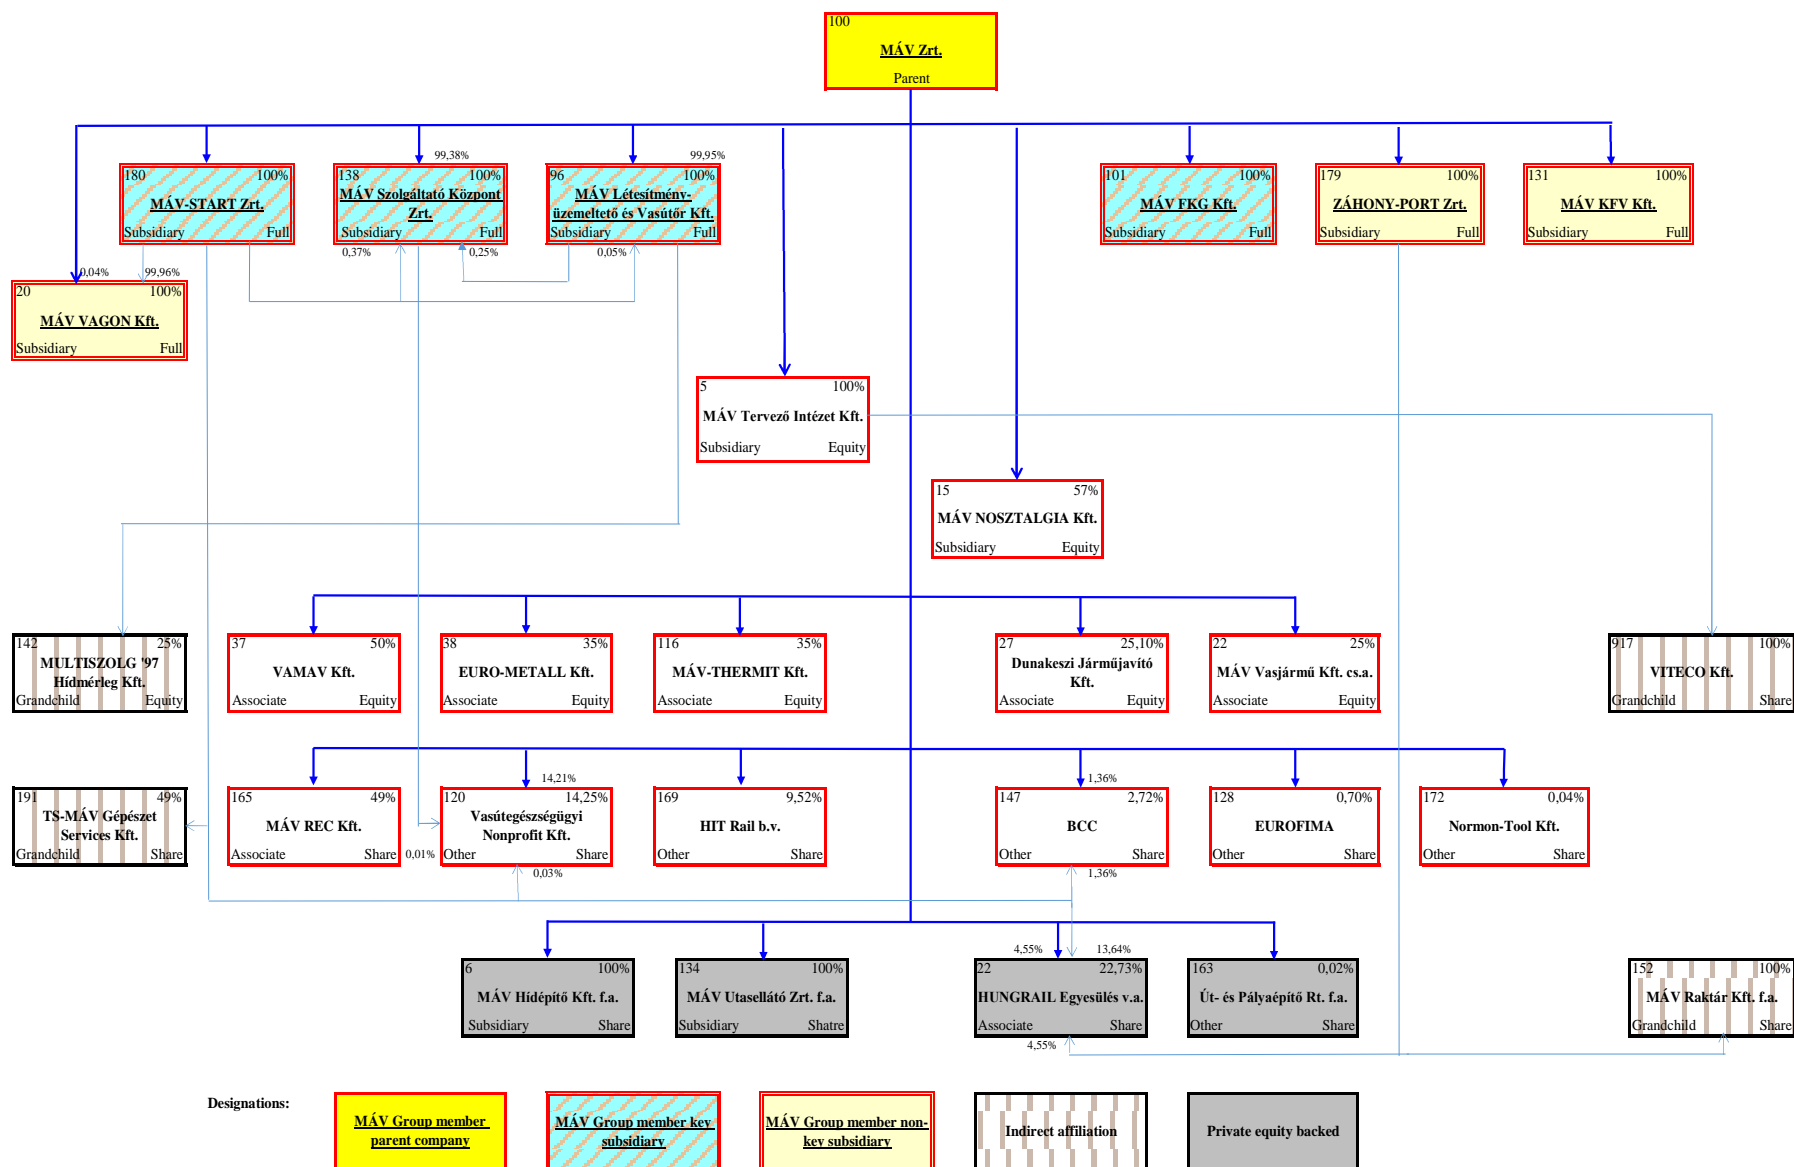 100
MÁV Zrt.
Parent
99,38%
99,95%
180 100%
MÁV-START Zrt.
Subsidiary Full
138 100%
MÁV Szolgáltató Központ
Zrt.
Subsidiary Full
96 100%
MÁV Létesítmény-
üzemeltető és Vasútőr Kft.
Subsidiary Full
101 100%
MÁV FKG Kft.
Subsidiary Full
179 100%
ZÁHONY-PORT Zrt.
Subsidiary Full
131 100%
MÁV KFV Kft.
Subsidiary Full
0,37%
0,25%
0,05%
0,04%
99,96%
20 100%
MÁV VAGON Kft.
Subsidiary Full
5 100%
MÁV Tervező Intézet Kft.
Subsidiary Equity
15 57%
MÁV NOSZTALGIA Kft.
Subsidiary Equity
142 25%
MULTISZOLG '97
Hídmérleg Kft.
Grandchild Equity
37 50%
VAMAV Kft.
Associate Equity
38 35%
EURO-METALL Kft.
Associate Equity
116 35%
MÁV-THERMIT Kft.
Associate Equity
27 25,10%
Dunakeszi Járműjavító
Kft.
Associate Equity
22 25%
MÁV Vasjármű Kft. cs.a.
Associate Equity
917 100%
VITECO Kft.
Grandchild Share
14,21%
1,36%
191 49%
TS-MÁV Gépészet
Services Kft.
Grandchild Share
165 49%
MÁV REC Kft.
Associate Share
0,01%
120 14,25%
Vasútegészségügyi
Nonprofit Kft.
Other Share
169 9,52%
HIT Rail b.v.
Other Share
147 2,72%
BCC
Other Share
128 0,70%
EUROFIMA
Other Share
172 0,04%
Normon-Tool Kft.
Other Share
0,03%
1,36%
4,55%
13,64%
6 100%
MÁV Hídépítő Kft. f.a.
Subsidiary Share
134 100%
MÁV Utasellátó Zrt. f.a.
Subsidiary Shatre
22 22,73%
HUNGRAIL Egyesülés v.a.
Associate Share
163 0,02%
Út- és Pályaépítő Rt. f.a.
Other Share
152 100%
MÁV Raktár Kft. f.a.
Grandchild Share
4,55%
Designations:
MÁV Group member
parent company
MÁV Group member key
subsidiary
MÁV Group member non-
key subsidiary
Indirect affiliation
Private equity backed